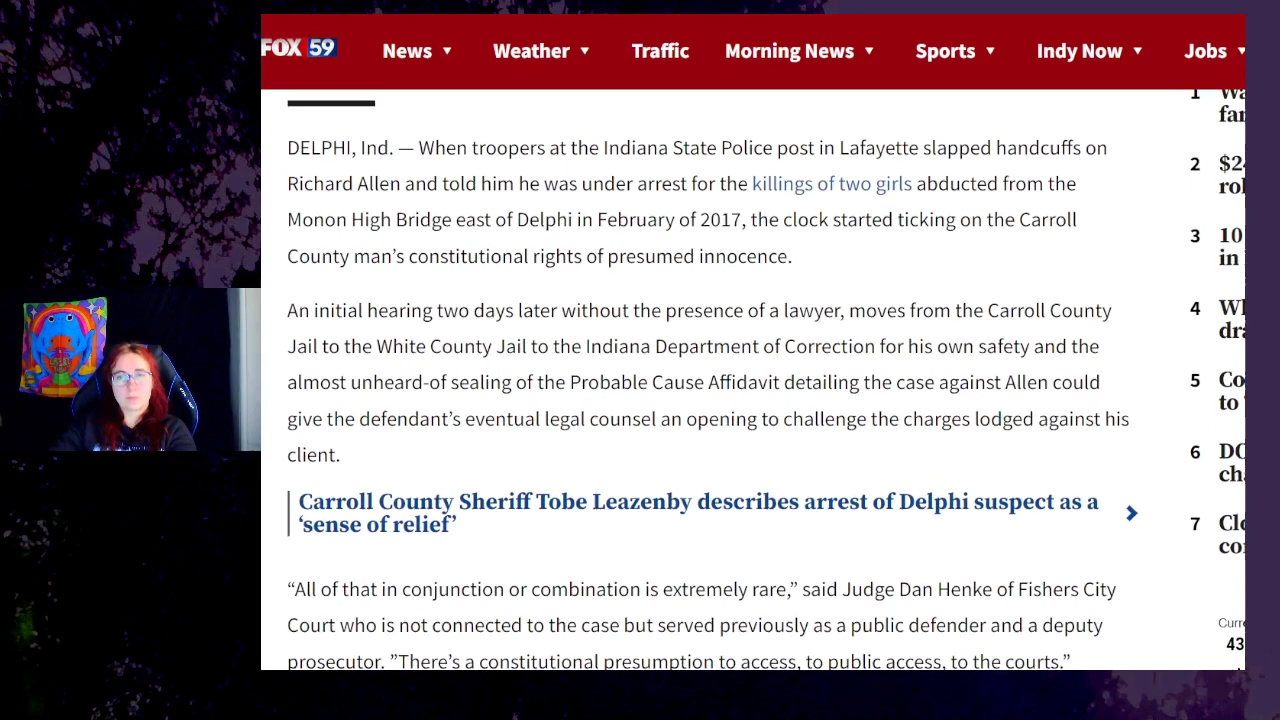 FOX 59
News
Weather
Traffic
Morning News
Sports
Indy Now
Jobs
DELPHI, Ind. — When troopers at the Indiana State Police post in Lafayette slapped handcuffs on
Richard Allen and told him he was under arrest for the killings of two girls abducted from the
Monon High Bridge east of Delphi in February of 2017, the clock started ticking on the Carroll
County man’s constitutional rights of presumed innocence.
An initial hearing two days later without the presence of a lawyer, moves from the Carroll County
Jail to the White County Jail to the Indiana Department of Correction for his own safety and the
almost unheard-of sealing of the Probable Cause Affidavit detailing the case against Allen could
give the defendant’s eventual legal counsel an opening to challenge the charges lodged against his
client.
Carroll County Sheriff Tobe Leazenby describes arrest of Delphi suspect as a
‘sense of relief’
“All of that in conjunction or combination is extremely rare,” said Judge Dan Henke of Fishers City
Court who is not connected to the case but served previously as a public defender and a deputy
prosecutor. ”There’s a constitutional presumption to access, to public access, to the courts.”
1
2
3
10
in
4
5
6
7
43